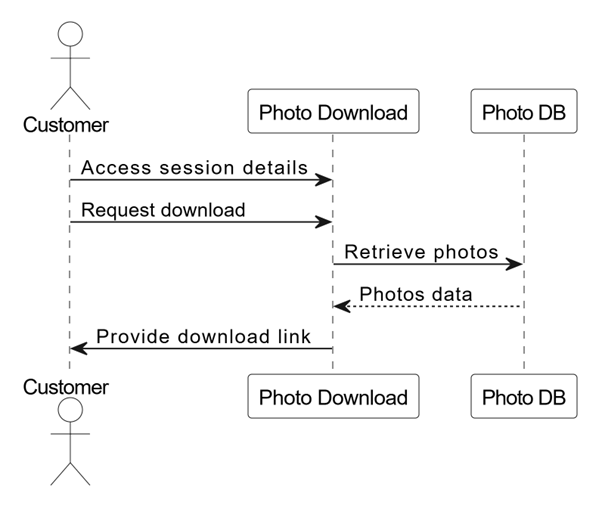 Customer
Photo Download
Photo DB
Access session details
Request download
Retrieve photos
Photos data
Provide download link
Customer
Photo Download
Photo DB